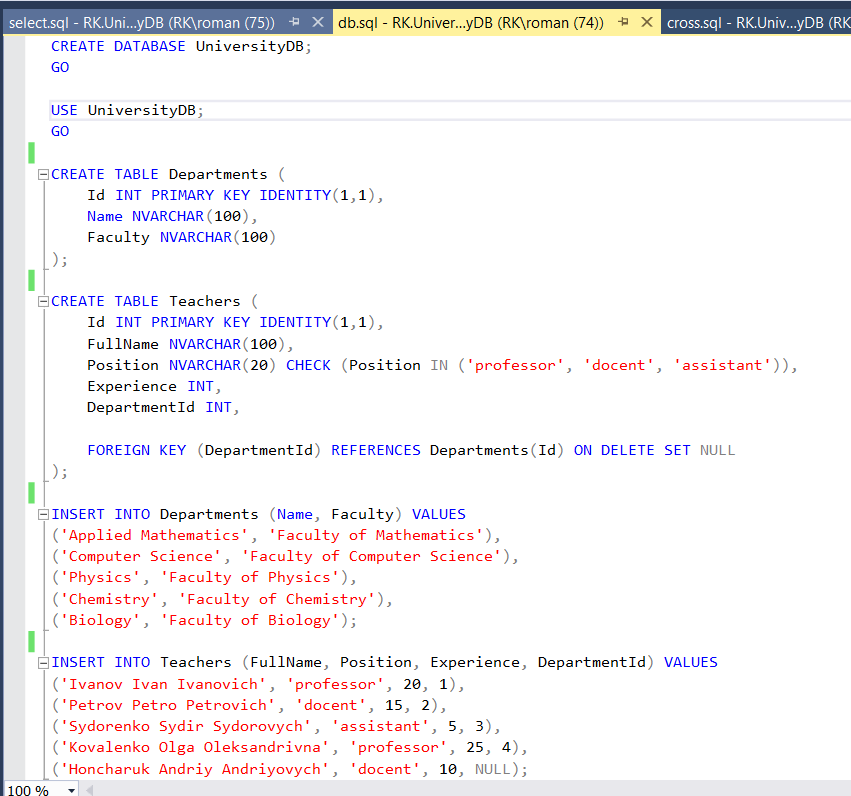 select.sql - RK.Uni...yDB (RK\roman (75)) db.sql - RK.Univer...yDB (RK\roman (74)) cross.sql - RK.Univ...yDB (RK
CREATE DATABASE UniversityDB;
GO
USE UniversityDB;
GO
CREATE TABLE Departments (
Id INT PRIMARY KEY IDENTITY(1,1),
Name NVARCHAR(100),
Faculty NVARCHAR(100)
);
CREATE TABLE Teachers (
Id INT PRIMARY KEY IDENTITY(1,1),
FullName NVARCHAR(100),
Position NVARCHAR(20) CHECK (Position IN ('professor', 'docent', 'assistant')),
Experience INT,
DepartmentId INT,
FOREIGN KEY (DepartmentId) REFERENCES Departments(Id) ON DELETE SET NULL
);
INSERT INTO Departments (Name, Faculty) VALUES
('Applied Mathematics', 'Faculty of Mathematics'),
('Computer Science', 'Faculty of Computer Science'),
('Physics', 'Faculty of Physics'),
('Chemistry', 'Faculty of Chemistry'),
('Biology', 'Faculty of Biology');
INSERT INTO Teachers (FullName, Position, Experience, DepartmentId) VALUES
('Ivanov Ivan Ivanovich', 'professor', 20, 1),
('Petrov Petro Petrovich', 'docent', 15, 2),
('Sydorenko Sydir Sydorovych', 'assistant', 5, 3),
('Kovalenko Olga Oleksandrivna', 'professor', 25, 4),
('Honcharuk Andriy Andriyovych', 'docent', 10, NULL);
100 %